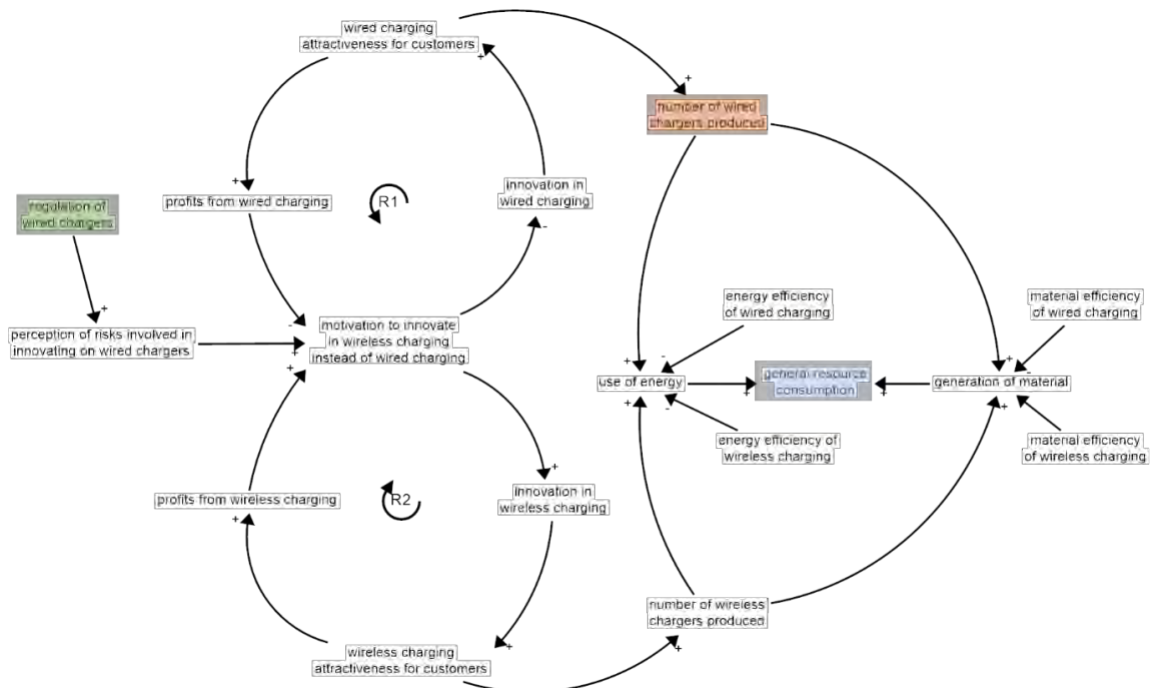 wired charging
attractiveness for customers
+
+
number of wired
chargers produced
regulation of
wired chargers
+
profits from wired charging
R1
innovation in
wired charging
-
+
perception of risks involved in
innovating on wired chargers
-
motivation to innovate
in wireless charging
instead of wired charging
+
+
energy efficiency
of wired charging
material efficiency
of wired charging
+
-
use of energy
+
general resource
consumption
+
generation of material
+
-
+
-
+
energy efficiency of
wireless charging
material efficiency
of wireless charging
profits from wireless charging
+
R2
+
innovation in
wireless charging
number of wireless
chargers produced
+
wireless charging
attractiveness for customers
+